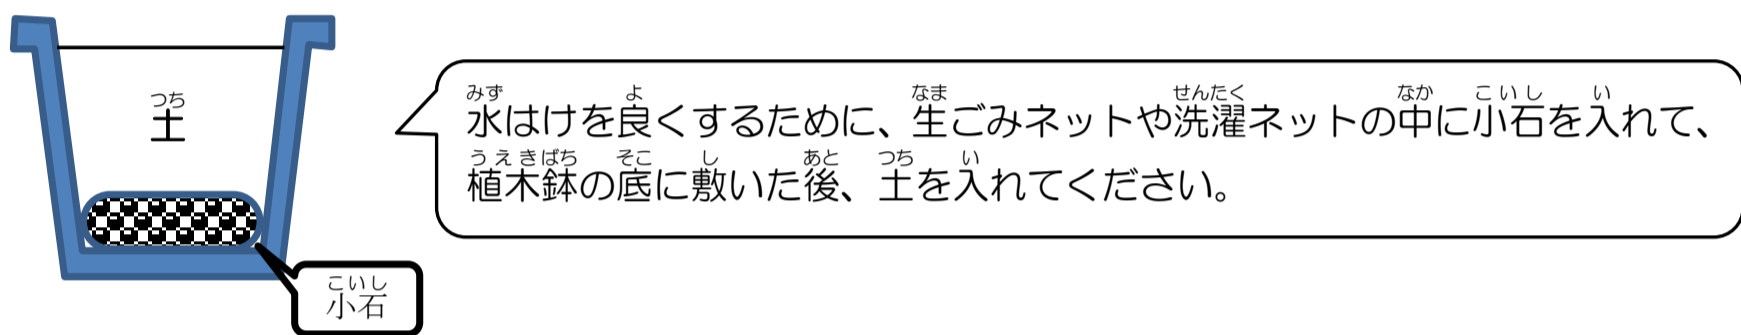 土
水はけを良くするために、生ごみネットや洗濯ネットの中に小石を入れて、
植木鉢の底に敷いた後、土を入れてください。
小石